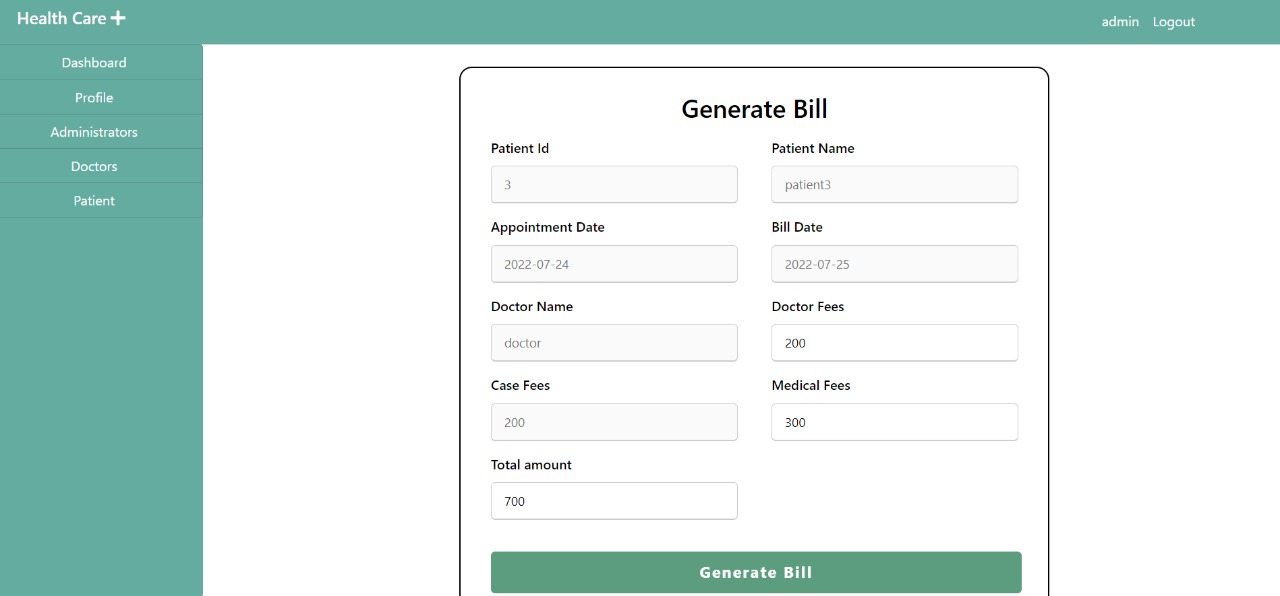 Health Care +
admin Logout
Dashboard
Profile
Administrators
Doctors
Patient
Generate Bill
Patient Id Patient Name
3 patient3
Appointment Date Bill Date
2022-07-24 2022-07-25
Doctor Name Doctor Fees
doctor 200
Case Fees Medical Fees
200 300
Total amount
700
Generate Bill